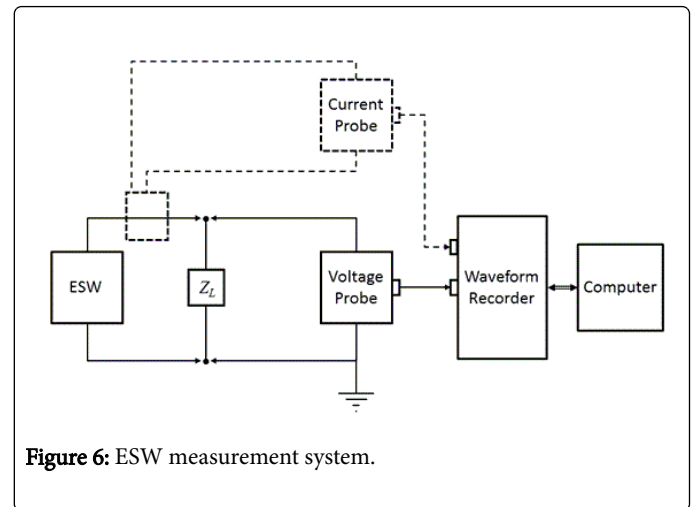 Current
Probe
ESW
Z_L
Voltage
Probe
Waveform
Recorder
Computer
Figure 6: ESW measurement system.